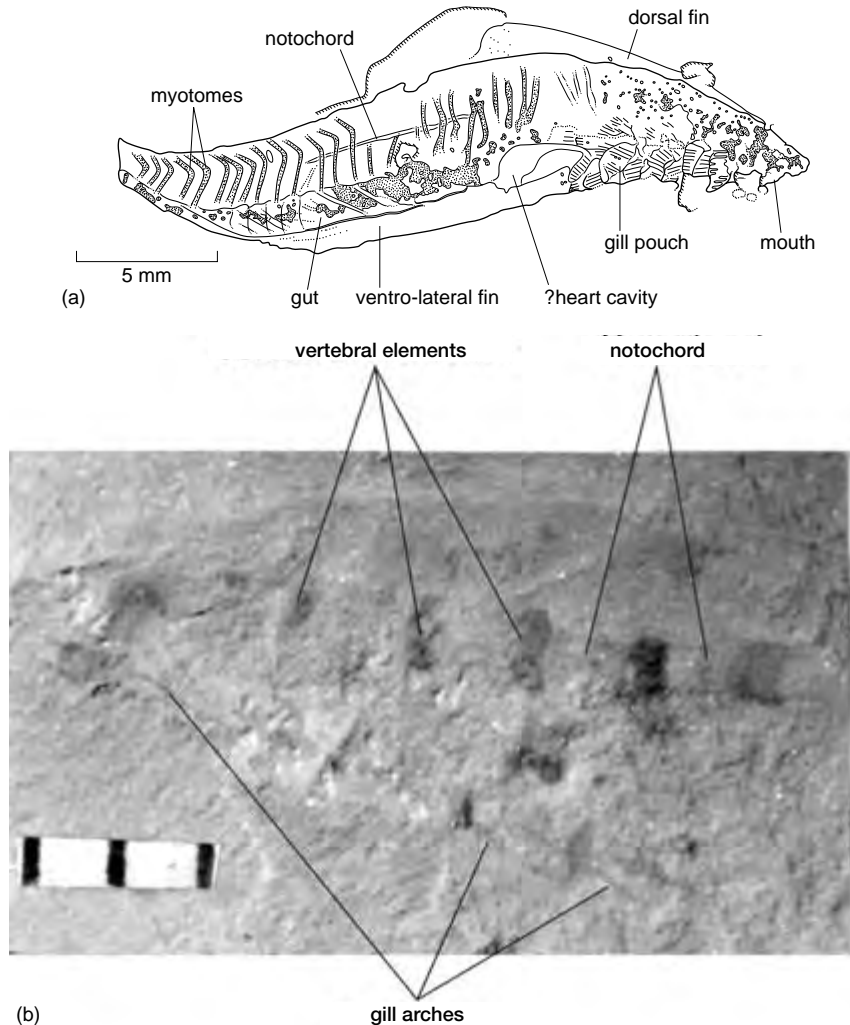 dorsal fin
notochord
myotomes
gill pouch
mouth
5 mm
gut
ventro-lateral fin
?heart cavity
(a)
vertebral elements
notochord
(b)
gill arches